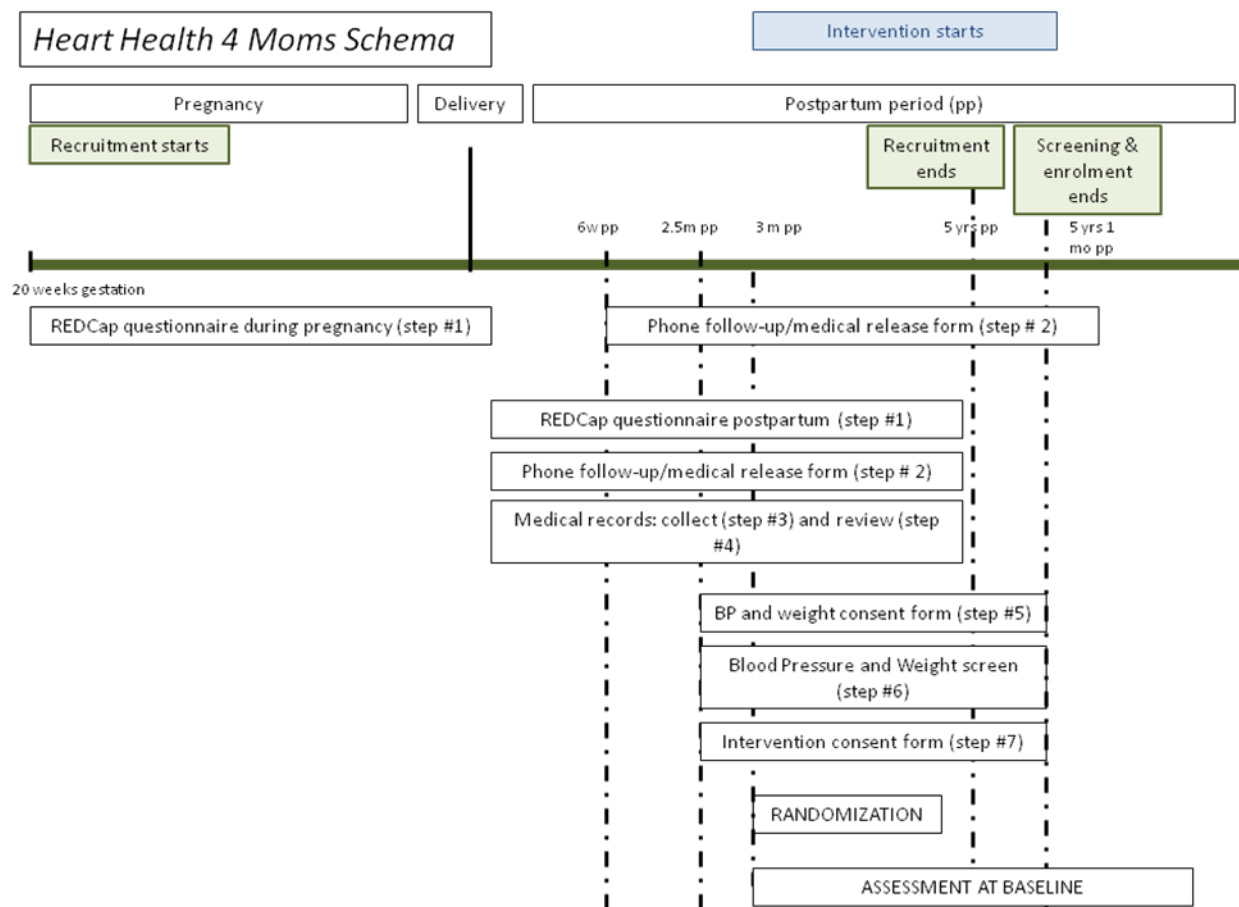 Heart Health 4 Moms Schema
Intervention starts
Pregnancy
Delivery
Postpartum period (pp)
Recruitment starts
Recruitment
ends
Screening &
enrolment
ends
6w pp
2.5m pp
3 m pp
5 yrs pp
5 yrs 1
mo pp
20 weeks gestation
REDCap questionnaire during pregnancy (step #1)
Phone follow-up/medical release form (step # 2)
REDCap questionnaire postpartum (step #1)
Phone follow-up/medical release form (step # 2)
Medical records: collect (step #3) and review (step
#4)
BP and weight consent form (step #5)
Blood Pressure and Weight screen
(step #6)
Intervention consent form (step #7)
RANDOMIZATION
ASSESSMENT AT BASELINE